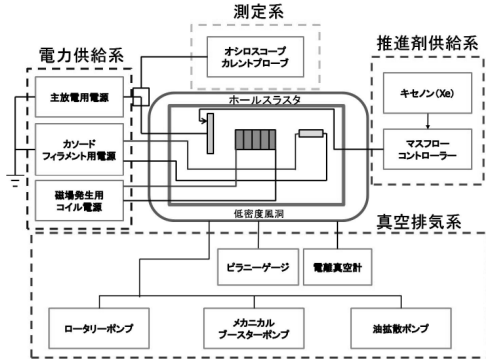 測定系
電力供給系
オシロスコープ
カレントプローブ
推進剤供給系
主放電用電源
キセノン(Xe)
ホールスラスタ
カソード
フィラメント用電源
マスフロー
コントローラー
磁場発生用
コイル電源
低密度風洞
真空排気系
ピラニーゲージ
電離真空計
ロータリーポンプ
メカニカル
ブースターポンプ
油拡散ポンプ